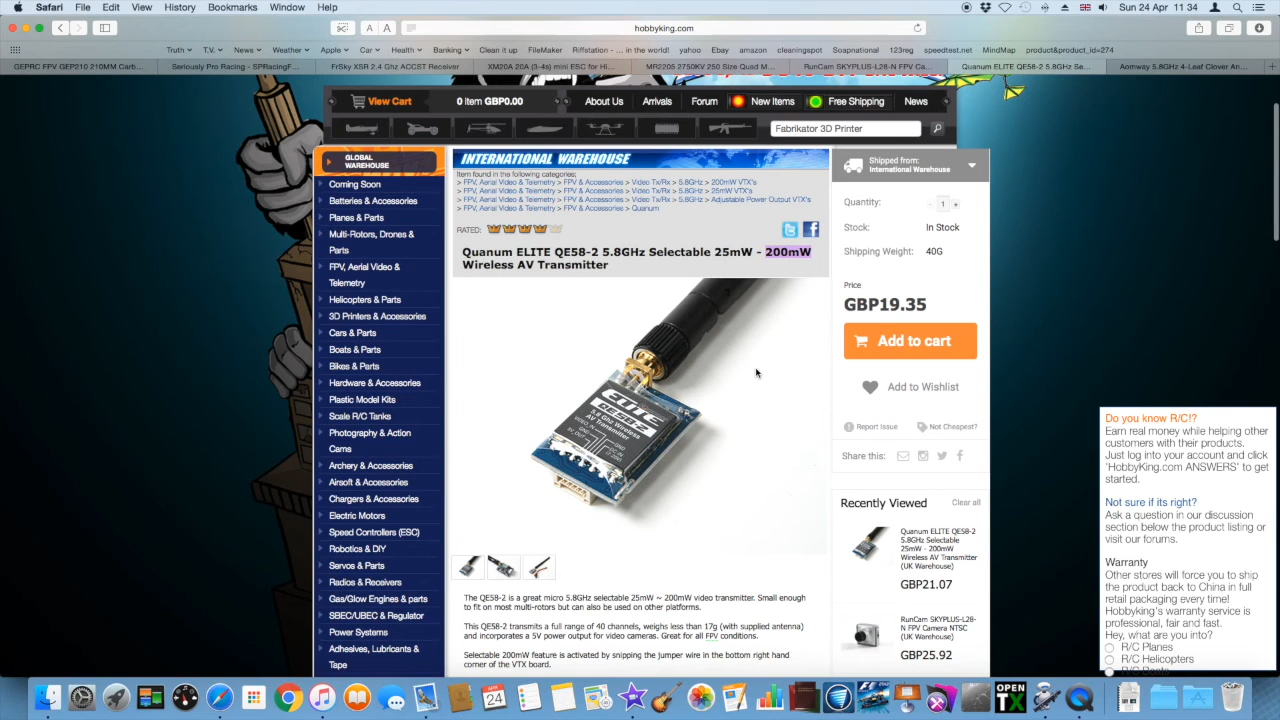 Safari File Edit View History Bookmarks Window Help
Sun 24 Apr 11:34
hobbyking.com
A A
Truth T.V. News Weather Apple Car Health Banking Clean it up FileMaker Riffstation - ... in the world! yahoo Ebay amazon cleaningspot Soapnational 123reg speedtest.net MindMap product&product_id=274
GEPRC FPV GEP210 210MM Carb...
Seriously Pro Racing - SPRacingF...
FrSky XSR 2.4 Ghz ACCST Receiver
XM20A 20A (3-4s) mini ESC for Hi...
MR2205 2750KV 250 Size Quad M...
RunCam SKYPLUS-L28-N FPV Ca...
Quanum ELITE QE58-2 5.8GHz Se...
Aomway 5.8GHz 4-Leaf Clover An...
View Cart
0 item GBP0.00
About Us
Arrivals
Forum
New Items
Free Shipping
News
Fabrikator 3D Printer
GLOBAL
WAREHOUSE
Coming Soon
Batteries & Accessories
Planes & Parts
Multi-Rotors, Drones &
Parts
FPV, Aerial Video &
Telemetry
Helicopters & Parts
3D Printers & Accessories
Cars & Parts
Boats & Parts
Bikes & Parts
Hardware & Accessories
Plastic Model Kits
Scale R/C Tanks
Photography & Action
Cams
Archery & Accessories
Airsoft & Accessories
Chargers & Accessories
Electric Motors
Speed Controllers (ESC)
Robotics & DIY
Servos & Parts
Radios & Receivers
Gas/Glow Engines & parts
SBEC/UBEC & Regulator
Power Systems
Adhesives, Lubricants &
Tape
INTERNATIONAL WAREHOUSE
Item found in the following categories;
> FPV, Aerial Video & Telemetry > FPV & Accessories > Video Tx/Rx > 5.8GHz > 200mW VTX's
> FPV, Aerial Video & Telemetry > FPV & Accessories > Video Tx/Rx > 5.8GHz > 25mW VTX's
> FPV, Aerial Video & Telemetry > FPV & Accessories > Video Tx/Rx > 5.8GHz > Adjustable Power Output VTX's
> FPV, Aerial Video & Telemetry > FPV & Accessories > Quanum
RATED:
Quanum ELITE QE58-2 5.8GHz Selectable 25mW - 200mW
Wireless AV Transmitter
ELITE
QE58-2
5.8 Ghz Wireless
AV Transmitter
VIDEO IN
GND
5V OUT
GND
DC IN
The QE58-2 is a great micro 5.8GHz selectable 25mW ~ 200mW video transmitter. Small enough
to fit on most multi-rotors but can also be used on other platforms.
This QE58-2 transmits a full range of 40 channels, weighs less than 17g (with supplied antenna)
and incorporates a 5V power output for video cameras. Great for all FPV conditions.
Selectable 200mW feature is activated by snipping the jumper wire in the bottom right hand
corner of the VTX board.
Shipped from:
International Warehouse
Quantity: - 1 +
Stock: In Stock
Shipping Weight: 40G
Price
GBP19.35
Add to cart
Add to Wishlist
Report Issue
Not Cheapest?
Share this:
Recently Viewed
Clear all
Quanum ELITE QE58-2
5.8GHz Selectable
25mW - 200mW
Wireless AV Transmitter
(UK Warehouse)
GBP21.07
RunCam SKYPLUS-L28-
N FPV Camera NTSC
(UK Warehouse)
GBP25.92
Do you know R/C!?
Earn real money while helping other
customers with their products.
Just log into your account and click
'HobbyKing.com ANSWERS' to get
started.
Not sure if its right?
Ask a question in our discussion
section below the product listing or
visit our forums.
Warranty
Other stores will force you to ship
the product back to China in full
retail packaging every time!
Hobbyking's warranty service is
professional, fair and fast.
Hey, what are you into?
R/C Planes
R/C Helicopters
R/C Boats
APR
24
OPEN
TX